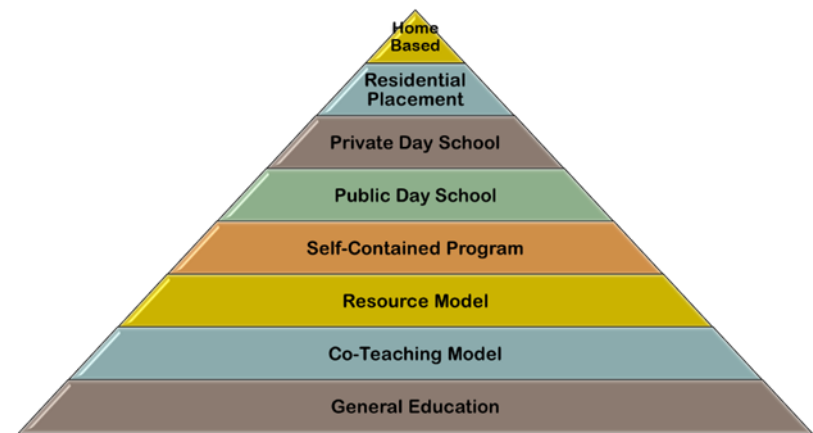 Home
Based
Residential
Placement
Private Day School
Public Day School
Self-Contained Program
Resource Model
Co-Teaching Model
General Education